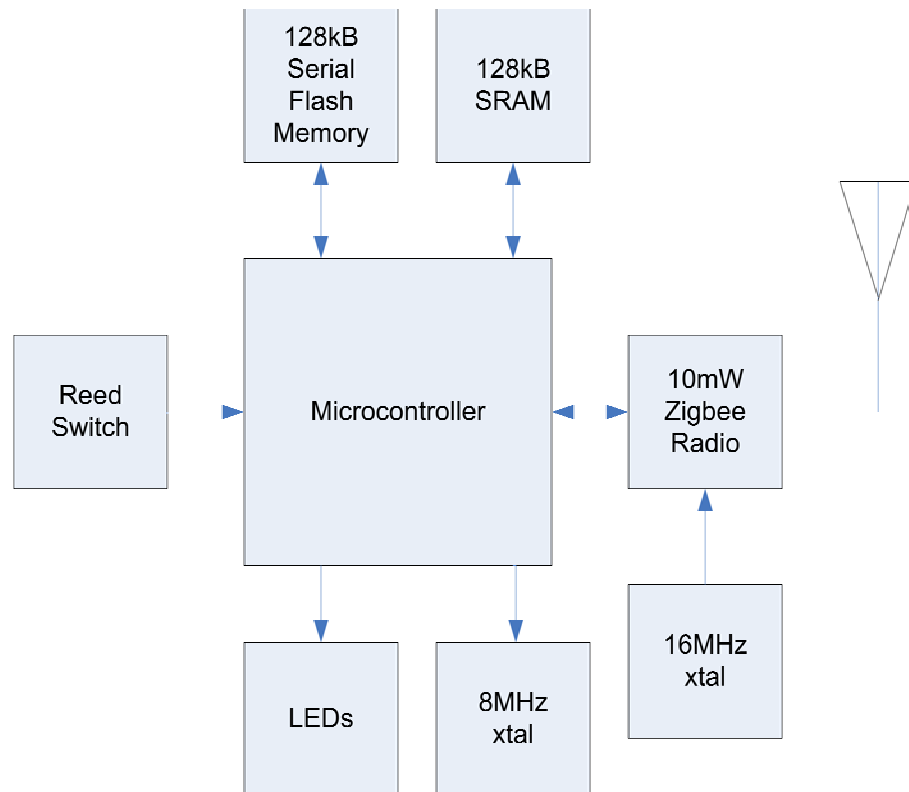 128kB
Serial
Flash
Memory
128kB
SRAM
Reed
Switch
Microcontroller
10mW
Zigbee
Radio
LEDs
8MHz
xtal
16MHz
xtal